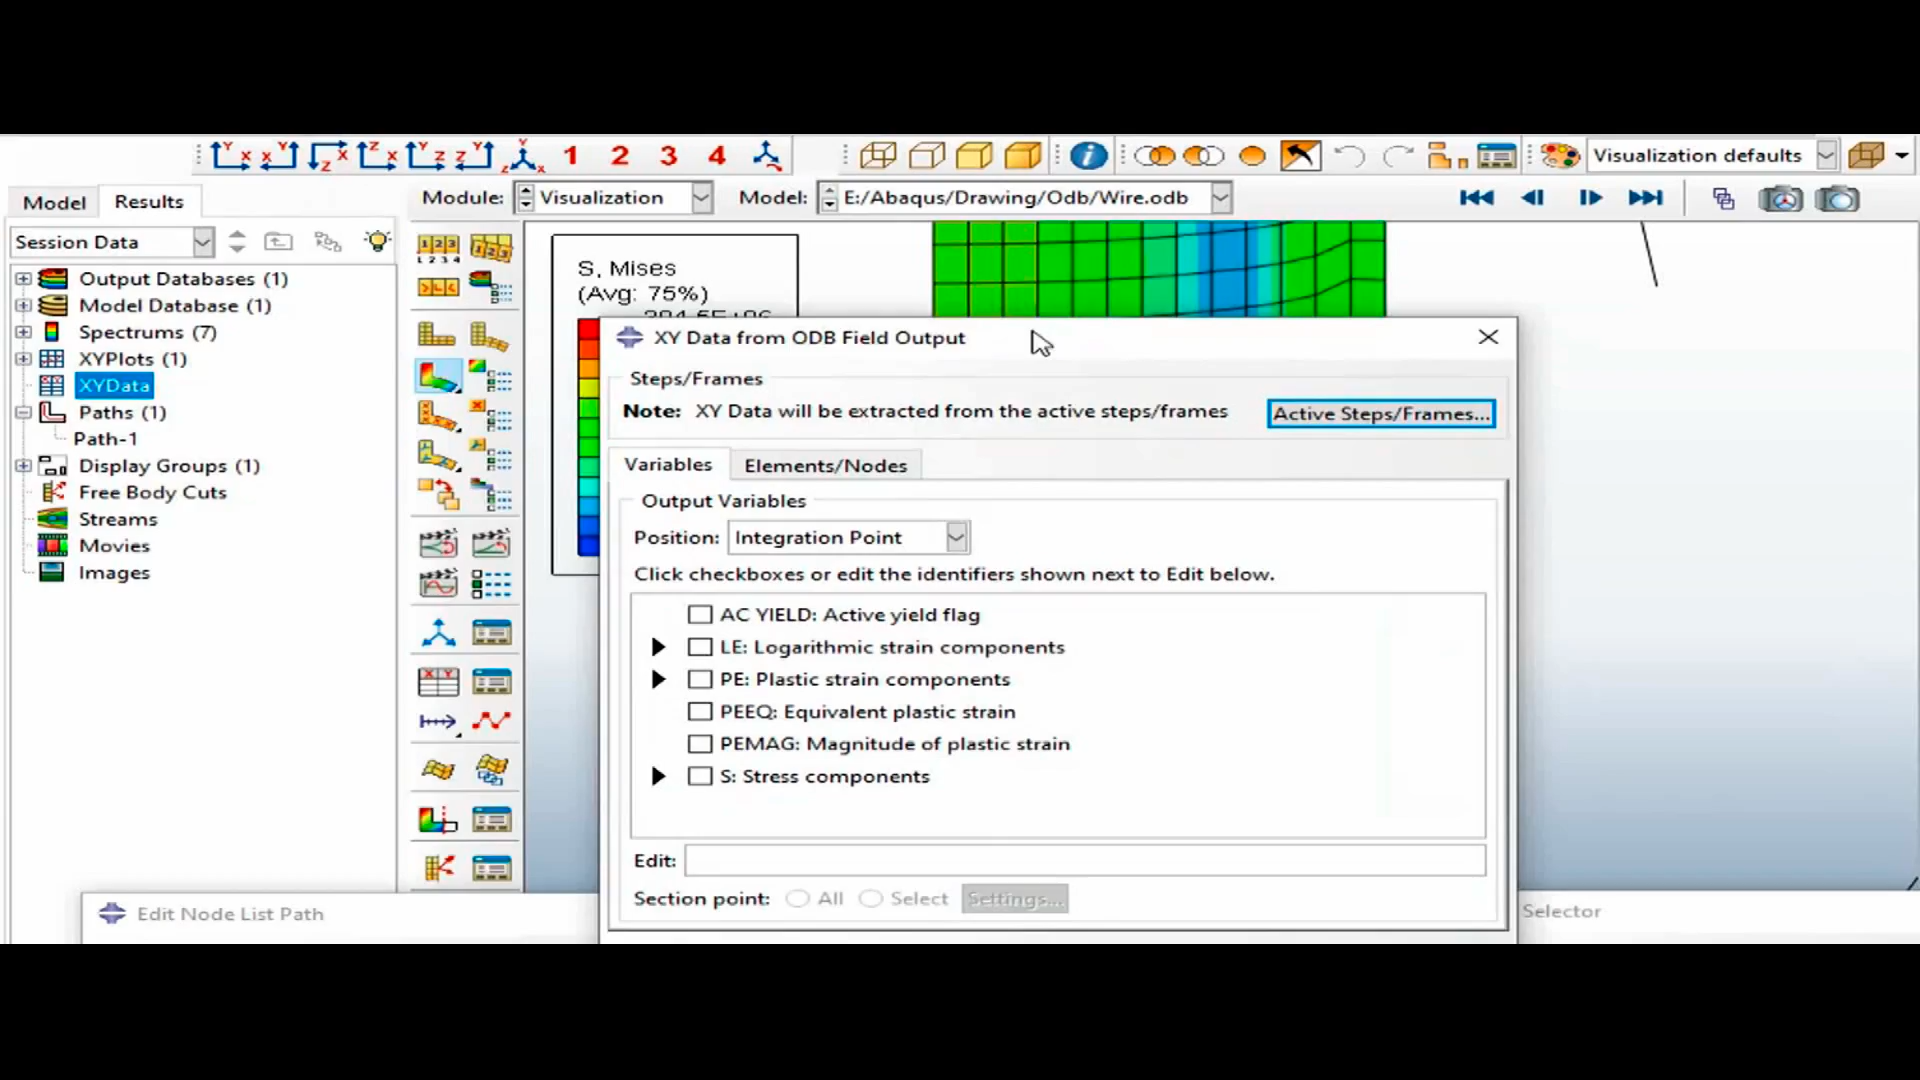 1 2 3 4
Visualization defaults
Model Results
Module: Visualization Model: E:/Abaqus/Drawing/Odb/Wire.odb
Session Data
Output Databases (1)
Model Database (1)
Spectrums (7)
XYPlots (1)
XYData
Paths (1)
Path-1
Display Groups (1)
Free Body Cuts
Streams
Movies
Images
S, Mises
(Avg: 75%)
XY Data from ODB Field Output
Steps/Frames
Note: XY Data will be extracted from the active steps/frames
Active Steps/Frames...
Variables Elements/Nodes
Output Variables
Position: Integration Point
Click checkboxes or edit the identifiers shown next to Edit below.
AC YIELD: Active yield flag
LE: Logarithmic strain components
PE: Plastic strain components
PEEQ: Equivalent plastic strain
PEMAG: Magnitude of plastic strain
S: Stress components
Edit:
Section point: All Select Settings...
Edit Node List Path
Selector